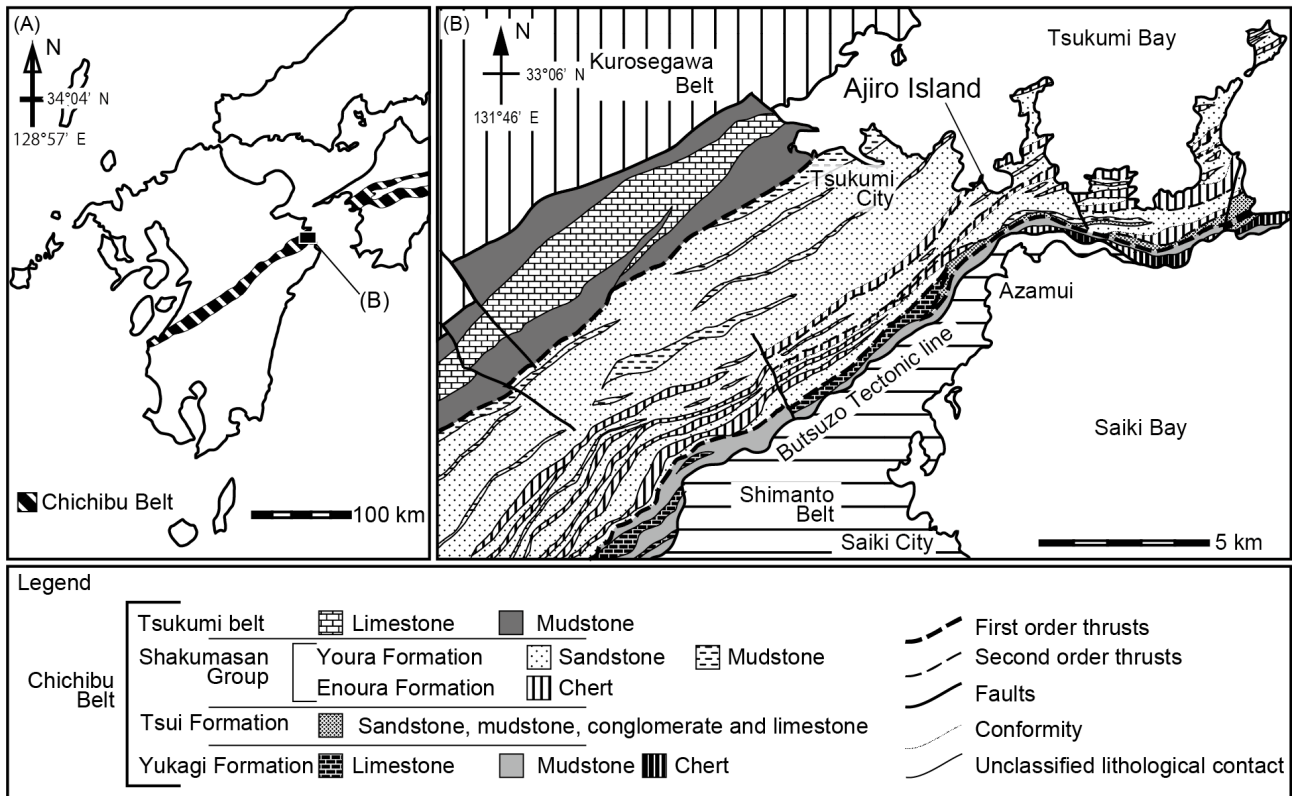 (A)
N
34°04' N
128°57' E
(B)
Chichibu Belt
100 km
(B)
N
33°06' N
131°46' E
Kurosegawa
Belt
Tsukumi Bay
Ajiro Island
Tsukumi
City
Azamui
Butsuzo Tectonic line
Saiki Bay
Shimanto
Belt
Saiki City
5 km
Legend
Chichibu
Belt
Tsukumi belt Limestone Mudstone
Shakumasan
Group
Youra Formation Sandstone Mudstone
Enoura Formation Chert
Tsui Formation Sandstone, mudstone, conglomerate and limestone
Yukagi Formation Limestone Mudstone Chert
First order thrusts
Second order thrusts
Faults
Conformity
Unclassified lithological contact